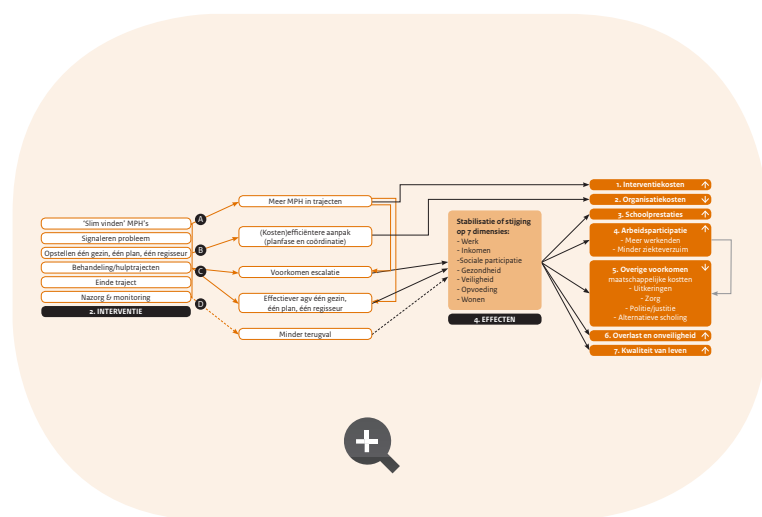 'Slim vinden' MPH's
Signaleren probleem
Opstellen één gezin, één plan, één regisseur
Behandeling/hulptrajecten
Einde traject
Nazorg & monitoring
2. INTERVENTIE
A
B
C
D
Meer MPH in trajecten
(Kosten)efficiëntere aanpak
(planfase en coördinatie)
Voorkomen escalatie
Effectiever agv één gezin,
één plan, één regisseur
Minder terugval
Stabilisatie of stijging
op 7 dimensies:
- Werk
- Inkomen
-Sociale participatie
- Gezondheid
- Veiligheid
- Opvoeding
- Wonen
4. EFFECTEN
1. Interventiekosten
2. Organisatiekosten
3. Schoolprestaties
4. Arbeidsparticipatie
- Meer werkenden
- Minder ziekteverzuim
5. Overige voorkomen
maatschappelijke kostten
- Uitkeringen
- Zorg
- Politie/justitie
- Alternatieve scholing
6. Overlast en onveiligheid
7. Kwaliteit van leven